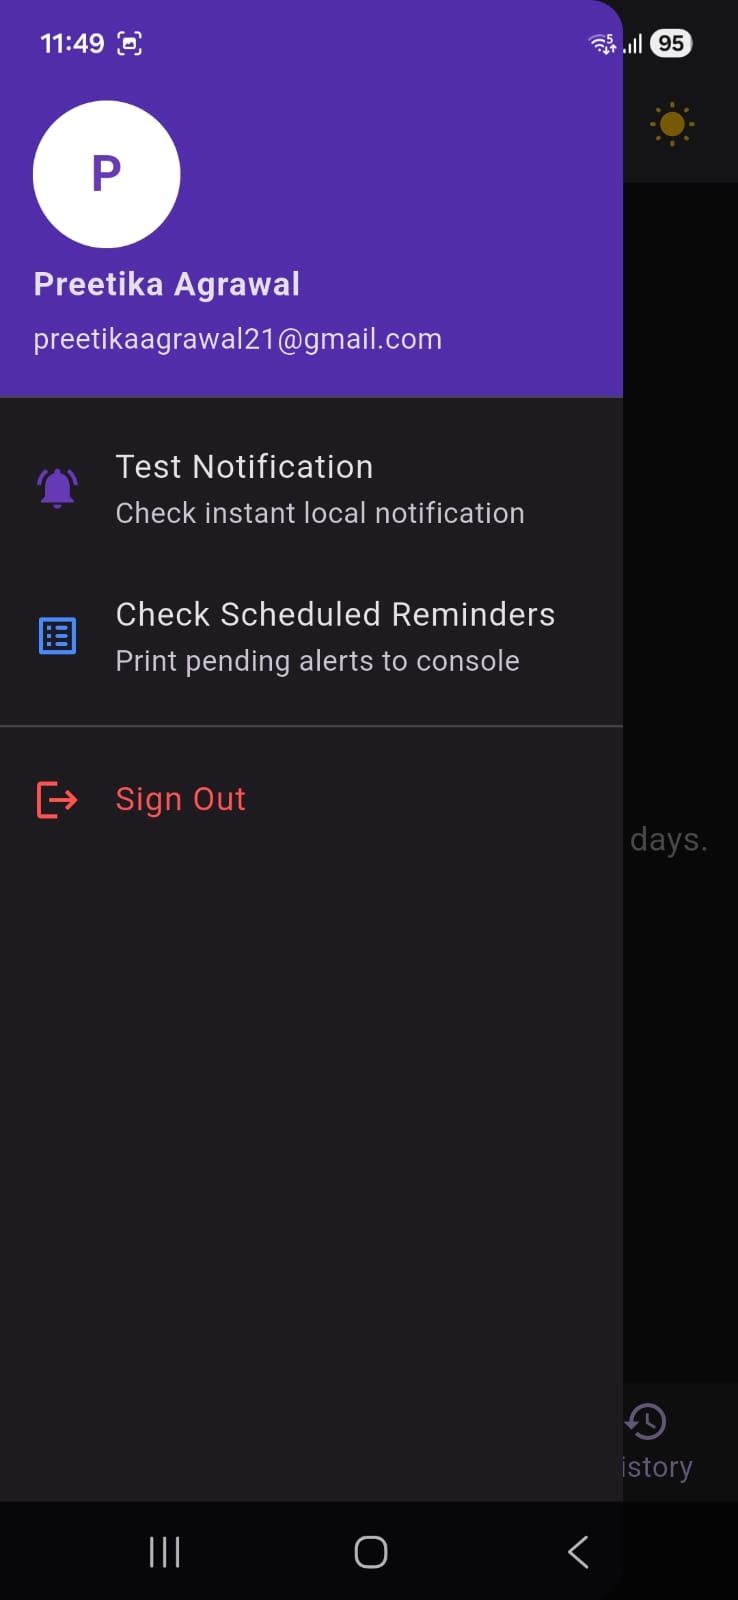 11:49
5
95
P
Preetika Agrawal
preetikaagrawal21@gmail.com
Test Notification
Check instant local notification
Check Scheduled Reminders
Print pending alerts to console
Sign Out
days.
istory